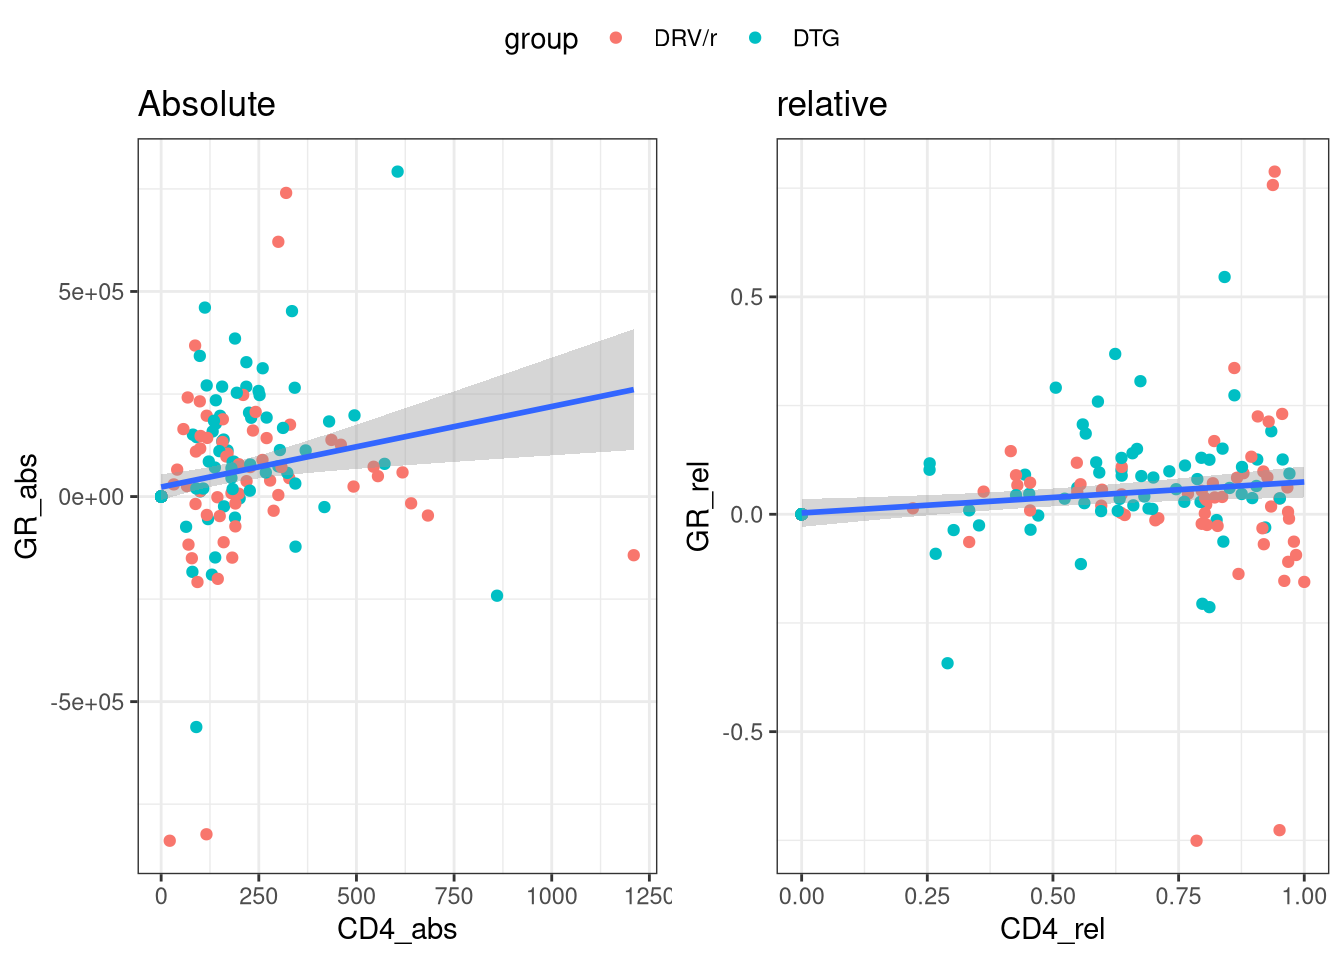 group DRV/r DTG
Absolute
relative
GR_abs
5e+05
0e+00
-5e+05
0 250 500 750 1000 1250
CD4_abs
GR_rel
0.5
0.0
-0.5
0.00 0.25 0.50 0.75 1.00
CD4_rel